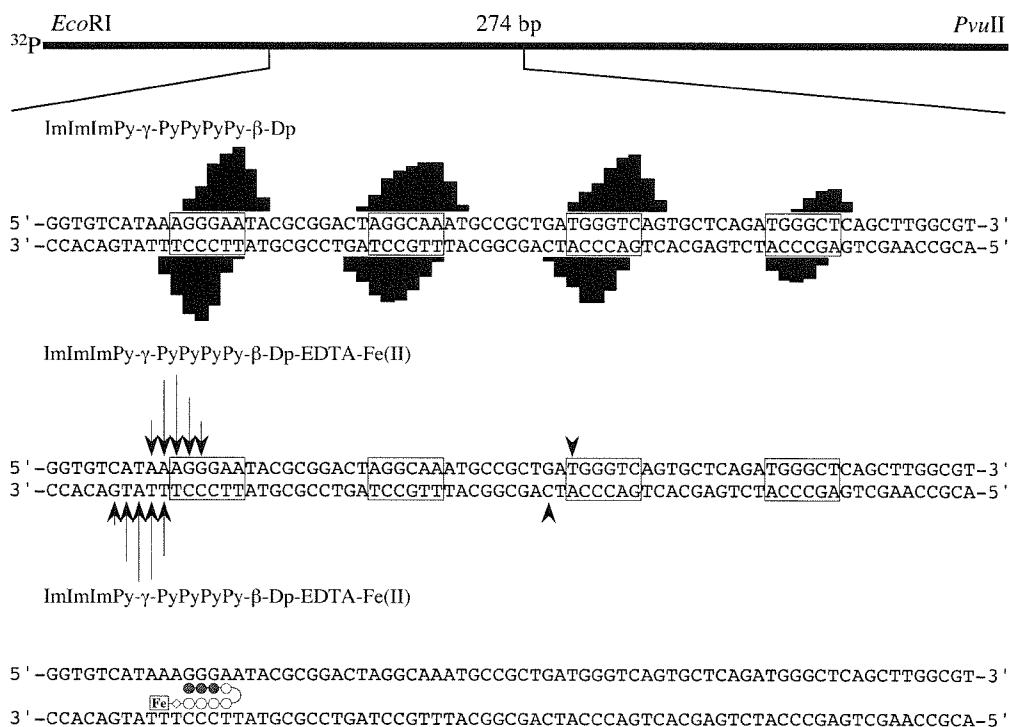 EcoRI 274 bp PvuII
32P
ImImImPy-γ-PyPyPyPy-β-Dp
5'-GGTGTCATAAAGGGAATACGCGGACTAGGCAAATGCCGCTGATGGGTCAGTGCTCAGATGGGCTCAGCTTGGCGT-3'
3'-CCACAGTATTTCCCTTATGCGCCTGATCCGTTTACGGCGACTACCCAGTCACGAGTCTACCCGAGTCGAACCGCA-5'
ImImImPy-γ-PyPyPyPy-β-Dp-EDTA-Fe(II)
5'-GGTGTCATAAAGGGAATACGCGGACTAGGCAAATGCCGCTGATGGGTCAGTGCTCAGATGGGCTCAGCTTGGCGT-3'
3'-CCACAGTATTTCCCTTATGCGCCTGATCCGTTTACGGCGACTACCCAGTCACGAGTCTACCCGAGTCGAACCGCA-5'
ImImImPy-γ-PyPyPyPy-β-Dp-EDTA-Fe(II)
5'-GGTGTCATAAAGGGAATACGCGGACTAGGCAAATGCCGCTGATGGGTCAGTGCTCAGATGGGCTCAGCTTGGCGT-3'
Fe
3'-CCACAGTATTTCCCTTATGCGCCTGATCCGTTTACGGCGACTACCCAGTCACGAGTCTACCCGAGTCGAACCGCA-5'